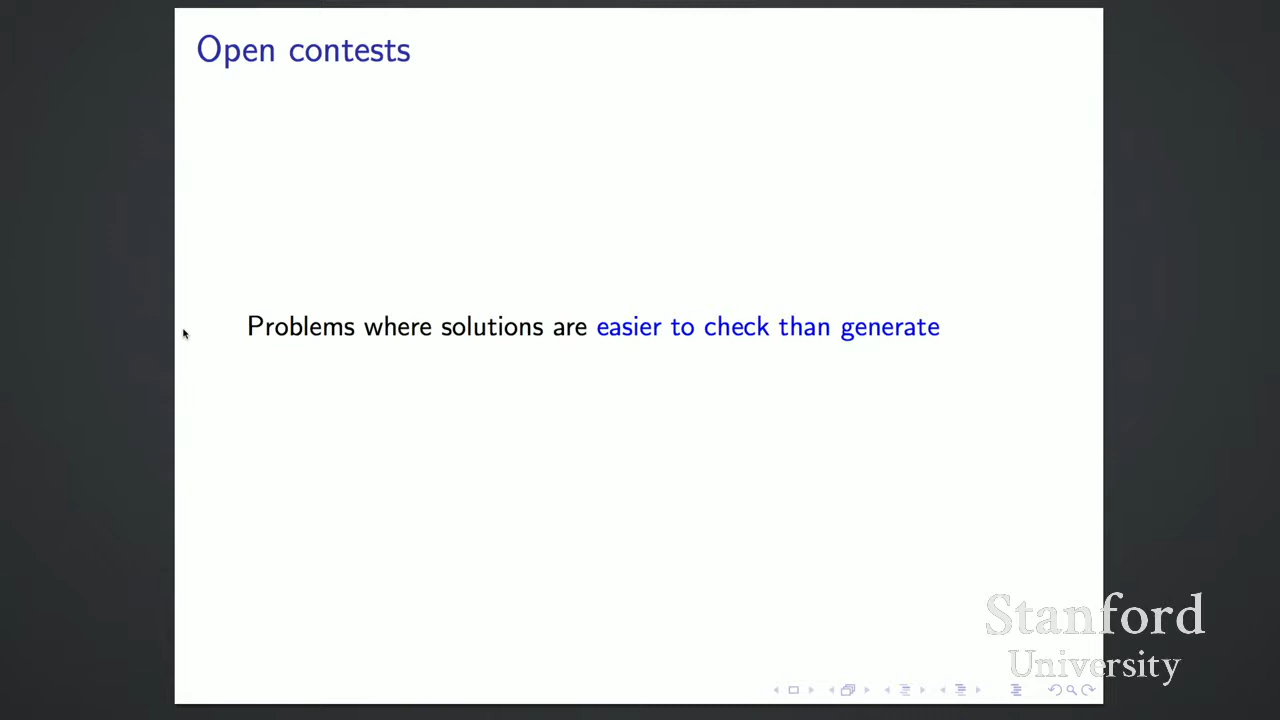 Open contests
Problems where solutions are easier to check than generate
Stanford
University